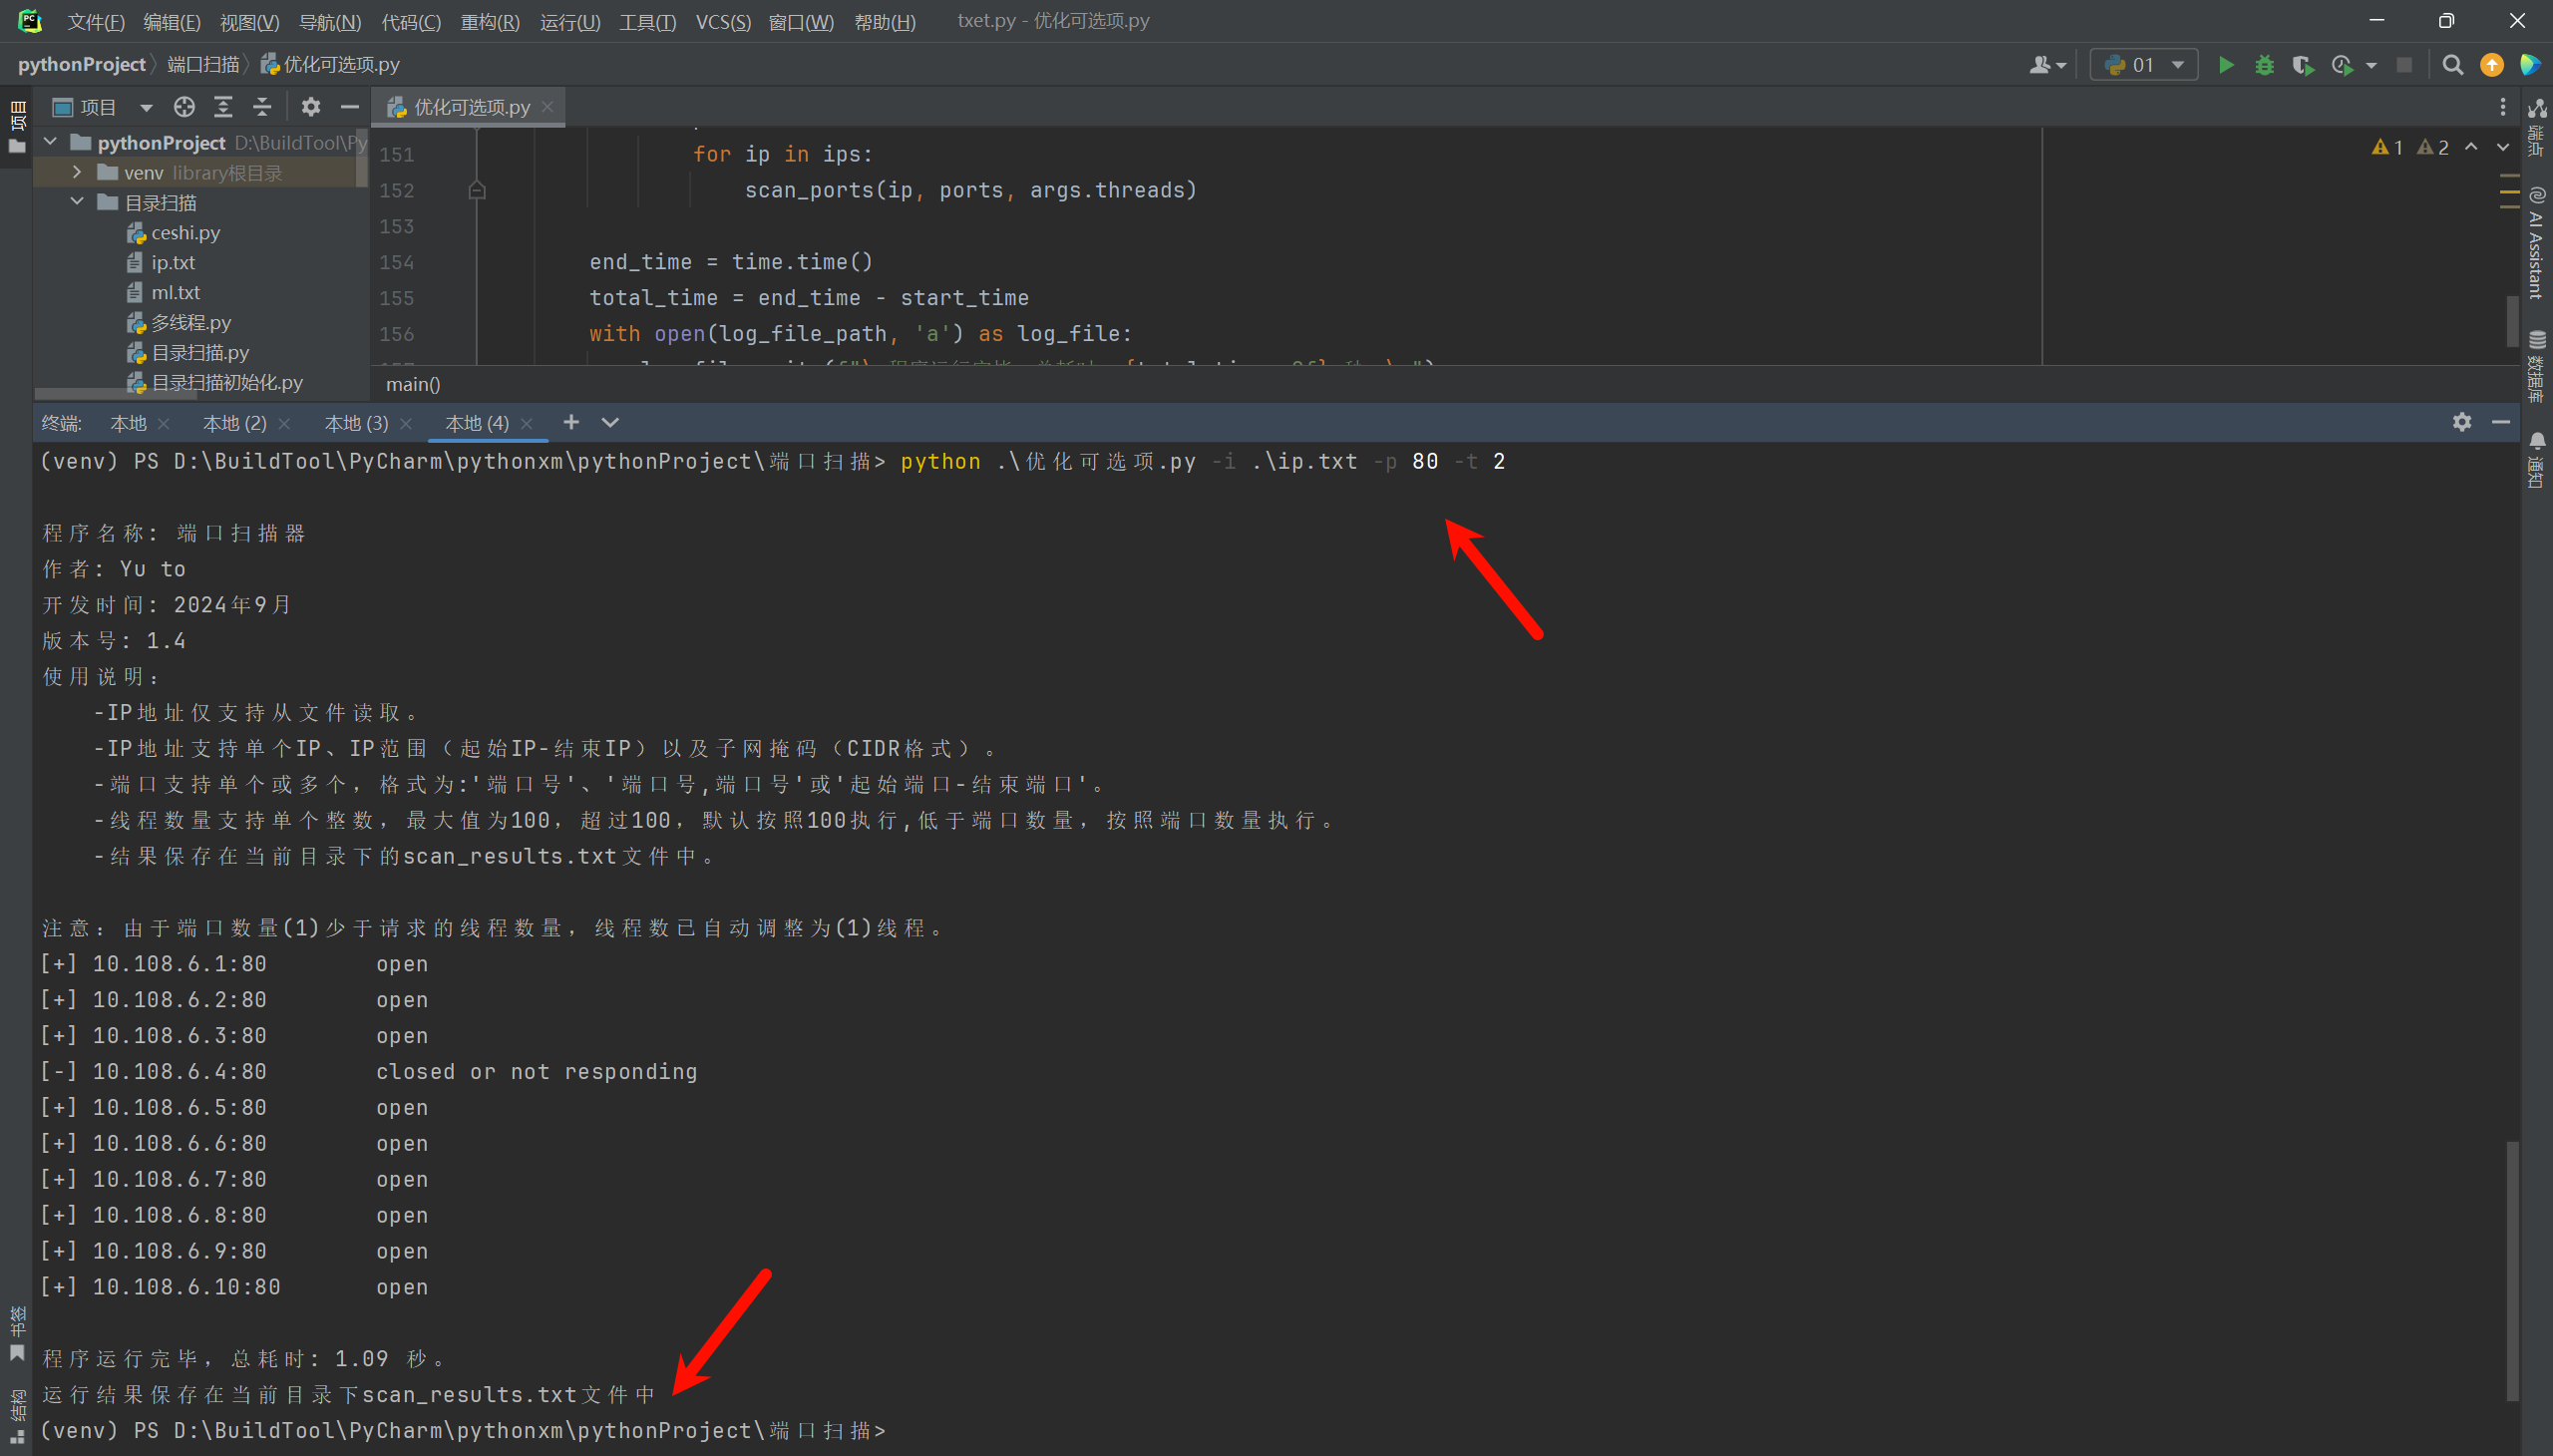 文件(F) 编辑(E) 视图(V) 导航(N) 代码(C) 重构(R) 运行(U) 工具(T) VCS(S) 窗口(W) 帮助(H) txet.py - 优化可选项.py
pythonProject 端口扫描 优化可选项.py
01
项目
项目
优化可选项.py
pythonProject D:\BuildTool\Py
venv library根目录
目录扫描
ceshi.py
ip.txt
ml.txt
多线程.py
目录扫描.py
目录扫描初始化.py
151 for ip in ips:
152 scan_ports(ip, ports, args.threads)
153
154 end_time = time.time()
155 total_time = end_time - start_time
156 with open(log_file_path, 'a') as log_file:
main()
1 2
端点
AI Assistant
数据库
通知
终端: 本地 本地 (2) 本地 (3) 本地 (4)
(venv) PS D:\BuildTool\PyCharm\pythonxm\pythonProject\端口扫描> python .\优化可选项.py -i .\ip.txt -p 80 -t 2
程序名称: 端口扫描器
作者: Yu to
开发时间: 2024年9月
版本号: 1.4
使用说明:
-IP地址仅支持从文件读取。
-IP地址支持单个IP、IP范围（起始IP-结束IP）以及子网掩码（CIDR格式）。
-端口支持单个或多个，格式为:'端口号'、'端口号,端口号'或'起始端口-结束端口'。
-线程数量支持单个整数，最大值为100，超过100，默认按照100执行,低于端口数量，按照端口数量执行。
-结果保存在当前目录下的scan_results.txt文件中。
注意：由于端口数量(1)少于请求的线程数量，线程数已自动调整为(1)线程。
[+] 10.108.6.1:80 open
[+] 10.108.6.2:80 open
[+] 10.108.6.3:80 open
[-] 10.108.6.4:80 closed or not responding
[+] 10.108.6.5:80 open
[+] 10.108.6.6:80 open
[+] 10.108.6.7:80 open
[+] 10.108.6.8:80 open
[+] 10.108.6.9:80 open
[+] 10.108.6.10:80 open
程序运行完毕，总耗时: 1.09 秒。
运行结果保存在当前目录下scan_results.txt文件中
(venv) PS D:\BuildTool\PyCharm\pythonxm\pythonProject\端口扫描>
书签
结构